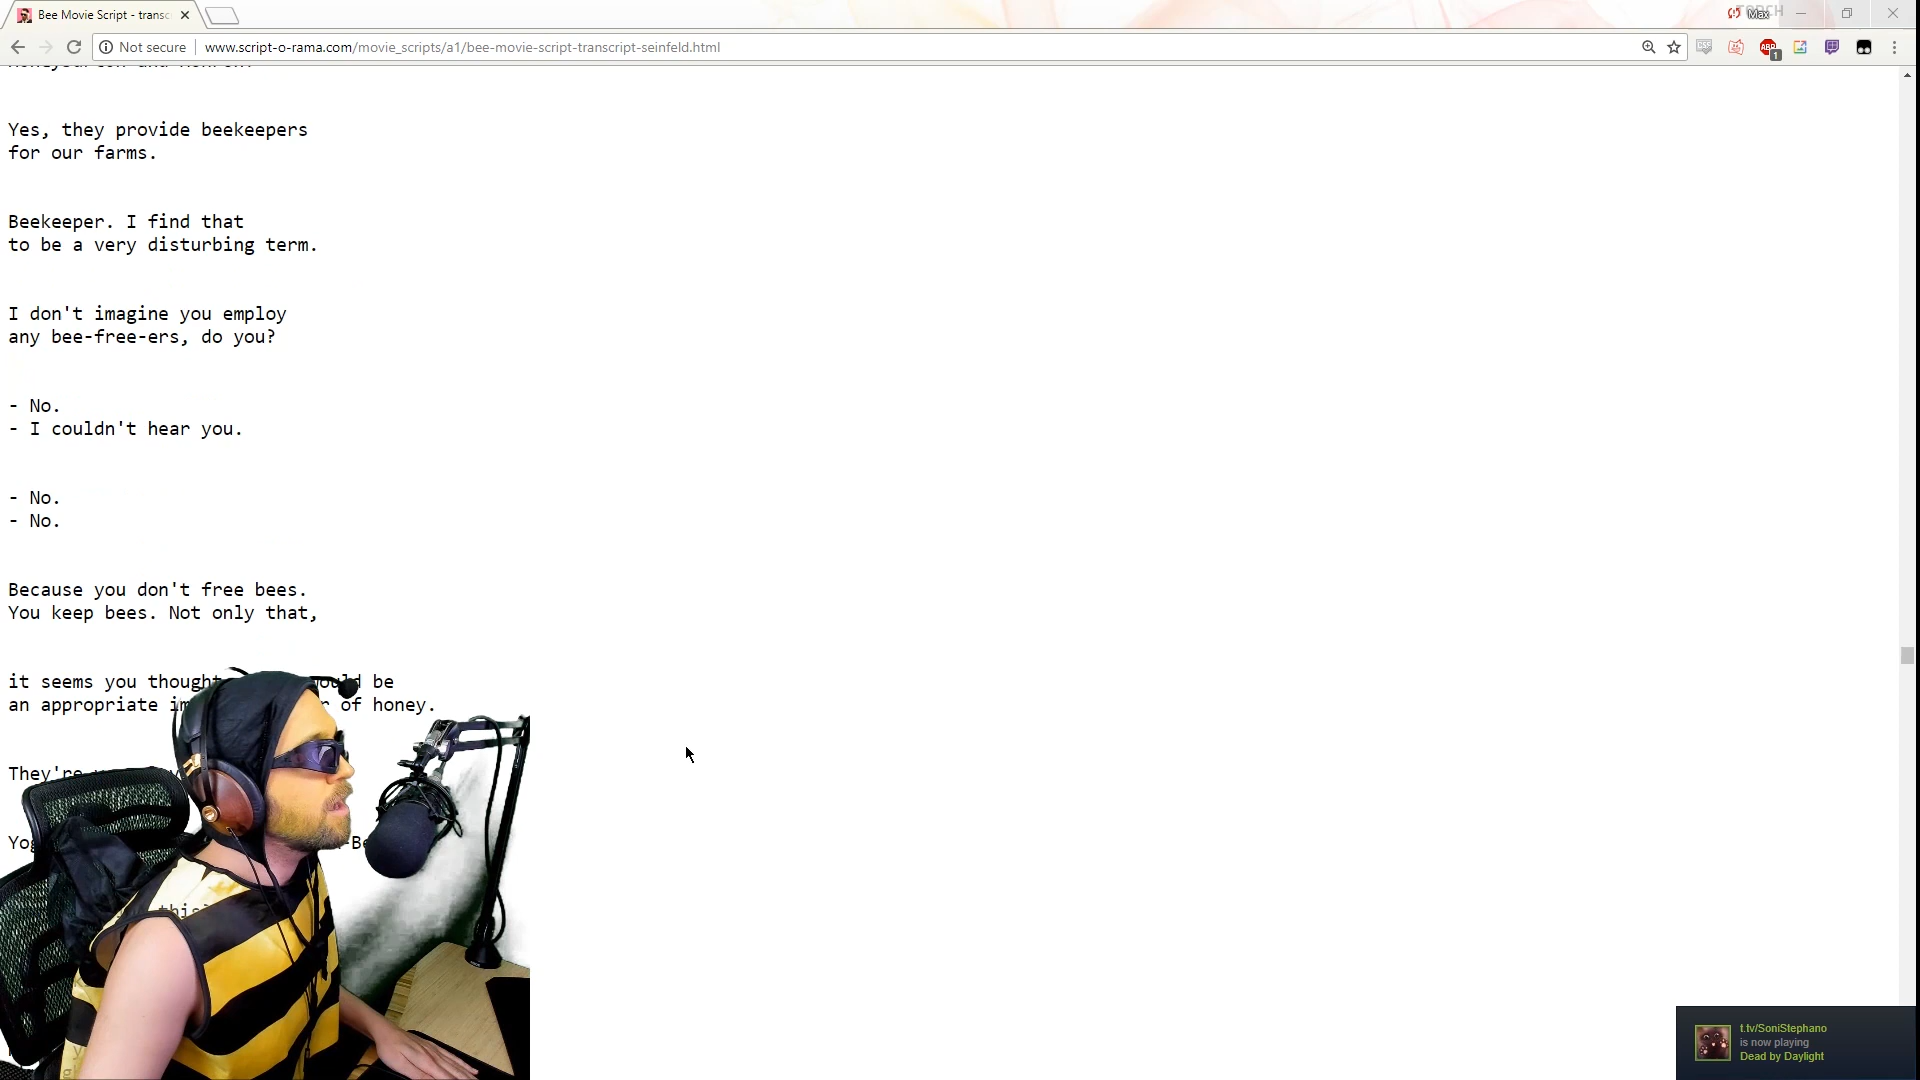 Bee Movie Script - transc
Max
Not secure
www.script-o-rama.com/movie_scripts/a1/bee-movie-script-transcript-seinfeld.html
ABP
1
Yes, they provide beekeepers
for our farms.
Beekeeper. I find that
to be a very disturbing term.
I don't imagine you employ
any bee-free-ers, do you?
- No.
- I couldn't hear you.
- No.
- No.
Because you don't free bees.
You keep bees. Not only that,
it seems you thought be
an appropriate of honey.
They're
t.tv/SoniStephano
is now playing
Dead by Daylight